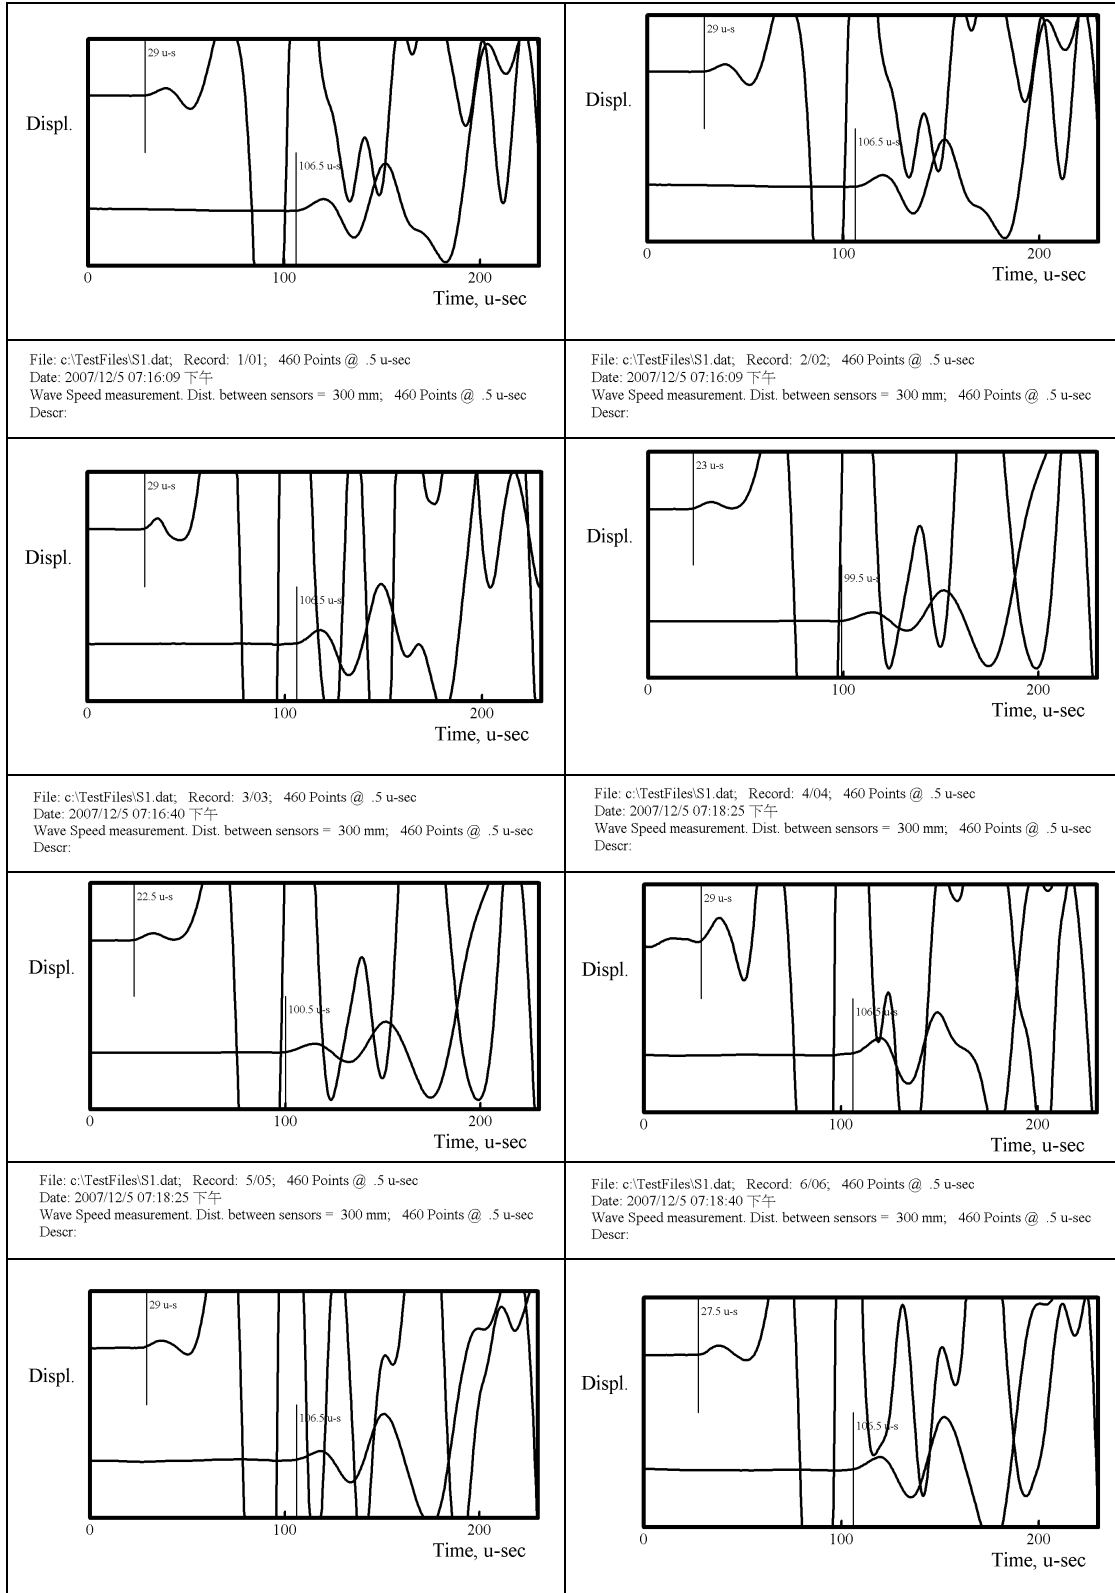 29 u-s
Displ.
106.5 u-s
0 100 200
Time, u-sec
29 u-s
Displ.
106.5 u-s
0 100 200
Time, u-sec
File: c:\TestFiles\S1.dat; Record: 1/01; 460 Points @ .5 u-sec
Date: 2007/12/5 07:16:09 下午
Wave Speed measurement. Dist. between sensors = 300 mm; 460 Points @ .5 u-sec
Descr:
File: c:\TestFiles\S1.dat; Record: 2/02; 460 Points @ .5 u-sec
Date: 2007/12/5 07:16:09 下午
Wave Speed measurement. Dist. between sensors = 300 mm; 460 Points @ .5 u-sec
Descr:
29 u-s
Displ.
106.5 u-s
0 100 200
Time, u-sec
23 u-s
Displ.
99.5 u-s
0 100 200
Time, u-sec
File: c:\TestFiles\S1.dat; Record: 3/03; 460 Points @ .5 u-sec
Date: 2007/12/5 07:16:40 下午
Wave Speed measurement. Dist. between sensors = 300 mm; 460 Points @ .5 u-sec
Descr:
File: c:\TestFiles\S1.dat; Record: 4/04; 460 Points @ .5 u-sec
Date: 2007/12/5 07:18:25 下午
Wave Speed measurement. Dist. between sensors = 300 mm; 460 Points @ .5 u-sec
Descr:
22.5 u-s
Displ.
100.5 u-s
0 100 200
Time, u-sec
29 u-s
Displ.
106.5 u-s
0 100 200
Time, u-sec
File: c:\TestFiles\S1.dat; Record: 5/05; 460 Points @ .5 u-sec
Date: 2007/12/5 07:18:25 下午
Wave Speed measurement. Dist. between sensors = 300 mm; 460 Points @ .5 u-sec
Descr:
File: c:\TestFiles\S1.dat; Record: 6/06; 460 Points @ .5 u-sec
Date: 2007/12/5 07:18:40 下午
Wave Speed measurement. Dist. between sensors = 300 mm; 460 Points @ .5 u-sec
Descr:
29 u-s
Displ.
106.5 u-s
0 100 200
Time, u-sec
27.5 u-s
Displ.
106.5 u-s
0 100 200
Time, u-sec